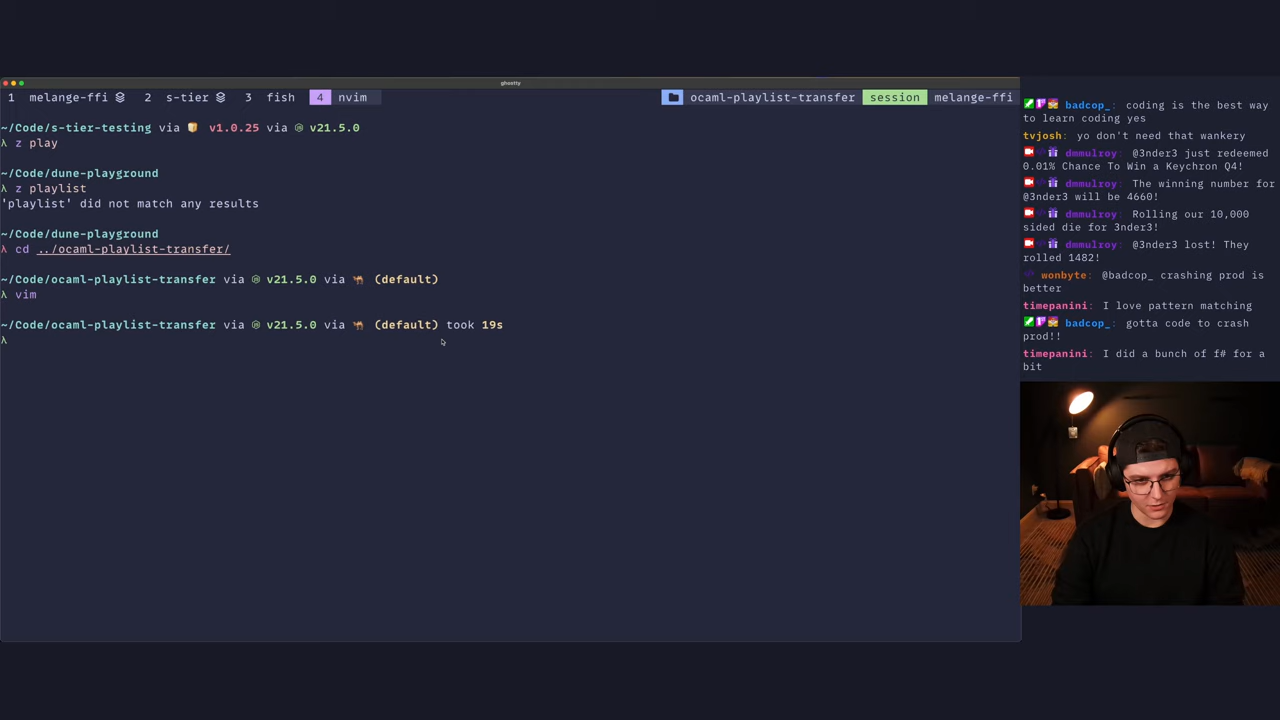 ghostty
1 melange-ffi 2 s-tier 3 fish 4 nvim ocaml-playlist-transfer session melange-ffi
~/Code/s-tier-testing via v1.0.25 via v21.5.0
λ z play
~/Code/dune-playground
λ z playlist
'playlist' did not match any results
~/Code/dune-playground
λ cd ../ocaml-playlist-transfer/
~/Code/ocaml-playlist-transfer via v21.5.0 via 🐫 (default)
λ vim
~/Code/ocaml-playlist-transfer via v21.5.0 via 🐫 (default) took 19s
λ
badcop_: coding is the best way
to learn coding yes
tvjosh: yo don't need that wankery
dmmulroy: @3nder3 just redeemed
0.01% Chance To Win a Keychron Q4!
dmmulroy: The winning number for
@3nder3 will be 4660!
dmmulroy: Rolling our 10,000
sided die for 3nder3!
dmmulroy: @3nder3 lost! They
rolled 1482!
wonbyte: @badcop_ crashing prod is
better
timepanini: I love pattern matching
badcop_: gotta code to crash
prod!!
timepanini: I did a bunch of f# for a
bit